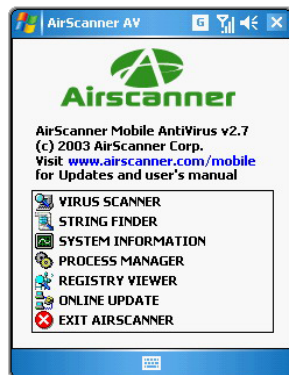 AirScanner AV
G
Airscanner
AirScanner Mobile AntiVirus v2.7
(c) 2003 AirScanner Corp.
Visit www.airscanner.com/mobile
for Updates and user's manual
VIRUS SCANNER
STRING FINDER
SYSTEM INFORMATION
PROCESS MANAGER
REGISTRY VIEWER
ONLINE UPDATE
EXIT AIRSCANNER